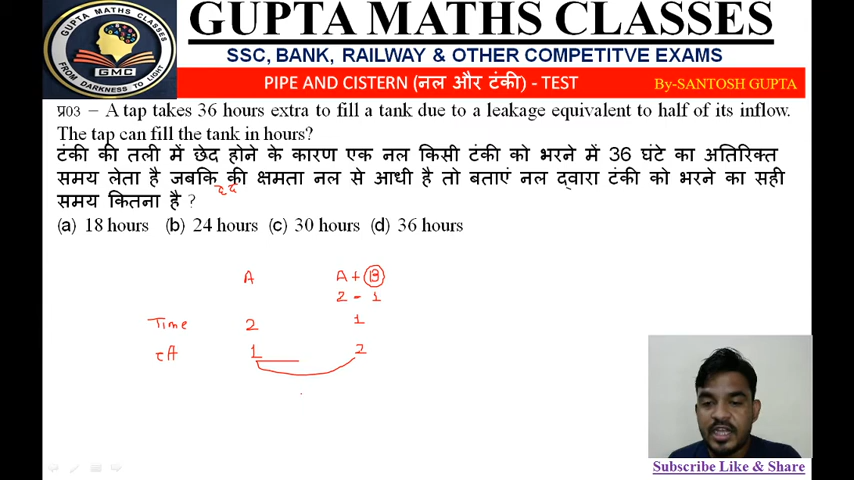 GUPTA MATHS CLASSES
GMC
FROM DARKNESS TO LIGHT
GUPTA MATHS CLASSES
SSC, BANK, RAILWAY & OTHER COMPETITVE EXAMS
PIPE AND CISTERN (नल और टंकी) - TEST
By-SANTOSH GUPTA
प्र03 – A tap takes 36 hours extra to fill a tank due to a leakage equivalent to half of its inflow.
The tap can fill the tank in hours?
टंकी की तली में छेद होने के कारण एक नल किसी टंकी को भरने में 36 घंटे का अतिरिक्त
समय लेता है जबकि की क्षमता नल से आधी है तो बताएं नल द्वारा टंकी को भरने का सही
छेद
समय कितना है ?
(a) 18 hours (b) 24 hours (c) 30 hours (d) 36 hours
A A + B
2 - 1
Time 2 1
1 2
Subscribe Like & Share